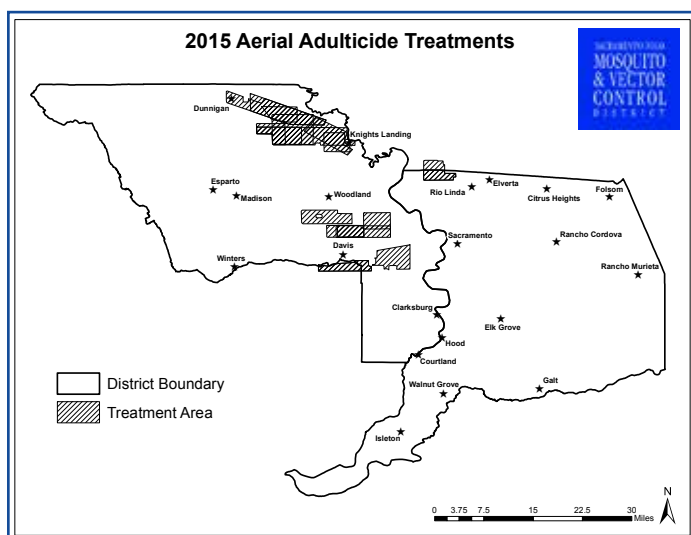 2015 Aerial Adulticide Treatments
SACRAMENTO-YOLO
MOSQUITO
& VECTOR
CONTROL
DISTRICT
Dunnigan
Knights Landing
Elverta
Rio Linda
Citrus Heights
Folsom
Esparto
Madison
Woodland
Sacramento
Rancho Cordova
Davis
Winters
Rancho Murieta
Clarksburg
Elk Grove
Hood
Courtland
Walnut Grove
Galt
Isleton
District Boundary
Treatment Area
N
0 3.75 7.5 15 22.5 30
Miles